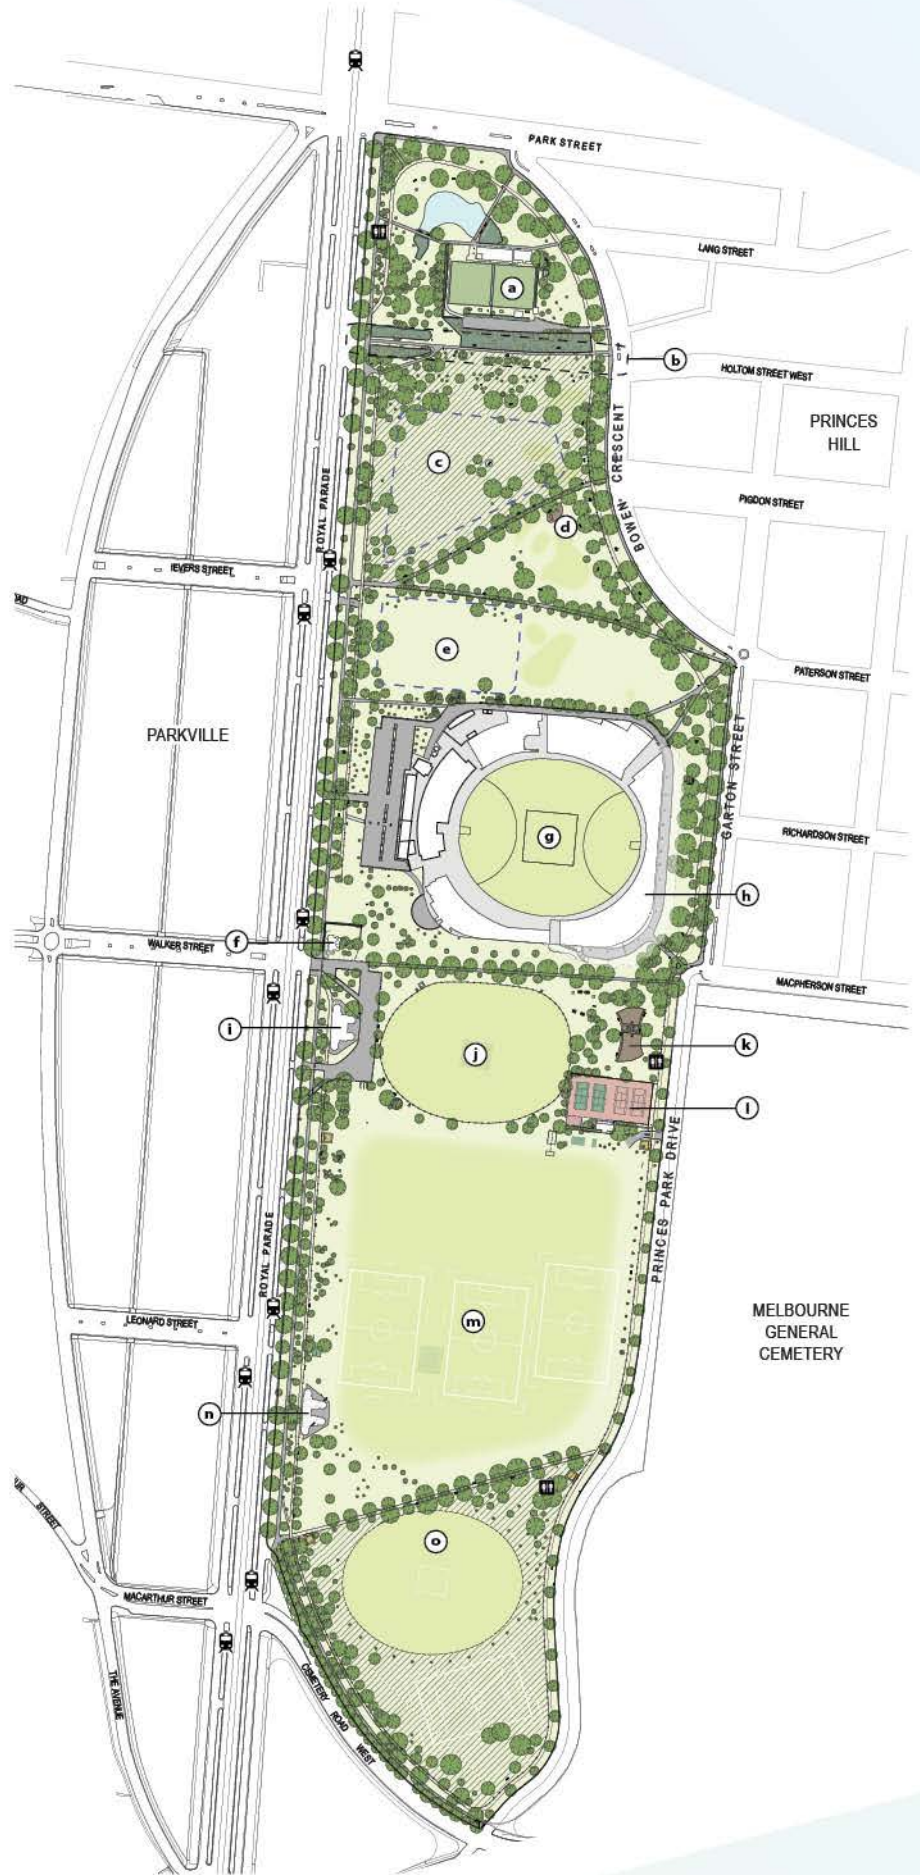 PARK STREET
LANG STREET
a
b
HOLTOM STREET WEST
PRINCES
HILL
c
BOWEN CRESCENT
PIGDON STREET
d
ROYAL PARADE
IEVERS STREET
e
PATERSON STREET
PARKVILLE
GARTON STREET
g
RICHARDSON STREET
h
f
WALKER STREET
MACPHERSON STREET
i
j
k
l
PRINCES PARK DRIVE
ROYAL PARADE
MELBOURNE
GENERAL
CEMETERY
LEONARD STREET
m
n
STREET
o
MACARTHUR STREET
THE AVENUE
CEMETERY ROAD WEST